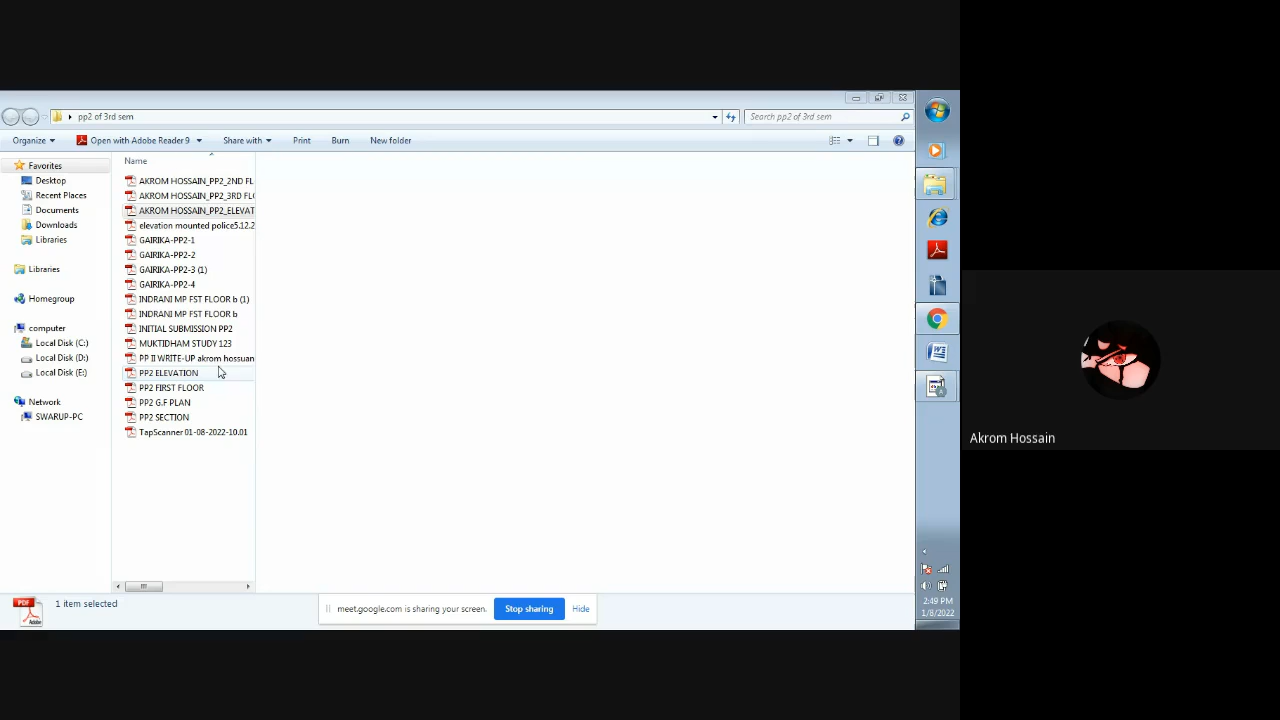 pp2 of 3rd sem
Search pp2 of 3rd sem
Organize
Open with Adobe Reader 9
Share with
Print
Burn
New folder
Favorites
Desktop
Recent Places
Documents
Downloads
Libraries
Libraries
Homegroup
computer
Local Disk (C:)
Local Disk (D:)
Local Disk (E:)
Network
SWARUP-PC
Name
AKROM HOSSAIN_PP2_2ND FL
AKROM HOSSAIN_PP2_3RD FLO
AKROM HOSSAIN_PP2_ELEVAT
elevation mounted police5.12.2
GAIRIKA-PP2-1
GAIRIKA-PP2-2
GAIRIKA-PP2-3 (1)
GAIRIKA-PP2-4
INDRANI MP FST FLOOR b (1)
INDRANI MP FST FLOOR b
INITIAL SUBMISSION PP2
MUKTIDHAM STUDY 123
PP II WRITE-UP akrom hossuan
PP2 ELEVATION
PP2 FIRST FLOOR
PP2 G.F PLAN
PP2 SECTION
TapScanner 01-08-2022-10.01
PDF
Adobe
1 item selected
meet.google.com is sharing your screen.
Stop sharing
Hide
2:49 PM
1/8/2022
Akrom Hossain